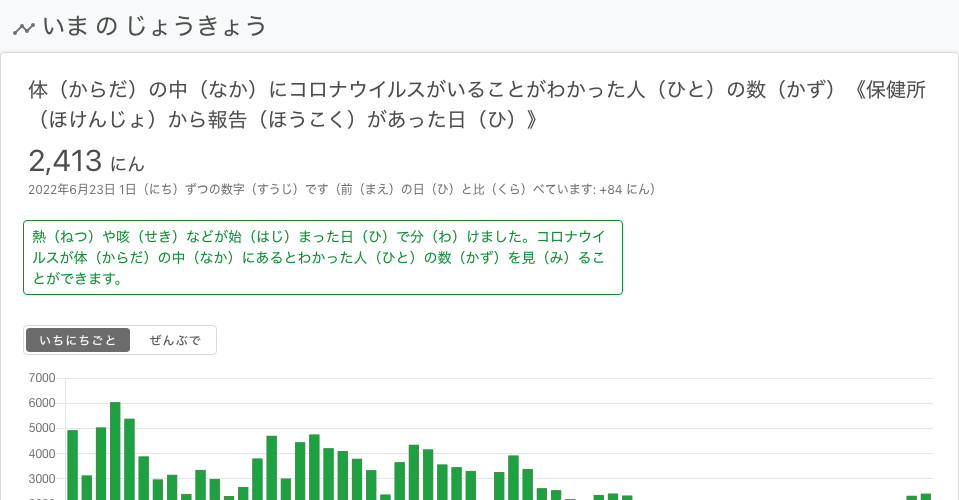 いま の じょうきょう
体（からだ）の中（なか）にコロナウイルスがいることがわかった人（ひと）の数（かず）《保健所
（ほけんじょ）から報告（ほうこく）があった日（ひ）》
2,413 にん
2022年6月23日 1日（にち）ずつの数字（すうじ）です（前（まえ）の日（ひ）と比（くら）べています: +84 にん）
熱（ねつ）や咳（せき）などが始（はじ）まった日（ひ）で分（わ）けました。コロナウイ
ルスが体（からだ）の中（なか）にあるとわかった人（ひと）の数（かず）を見（み）るこ
とができます。
いちにちごと ぜんぶで
7000
6000
5000
4000
3000